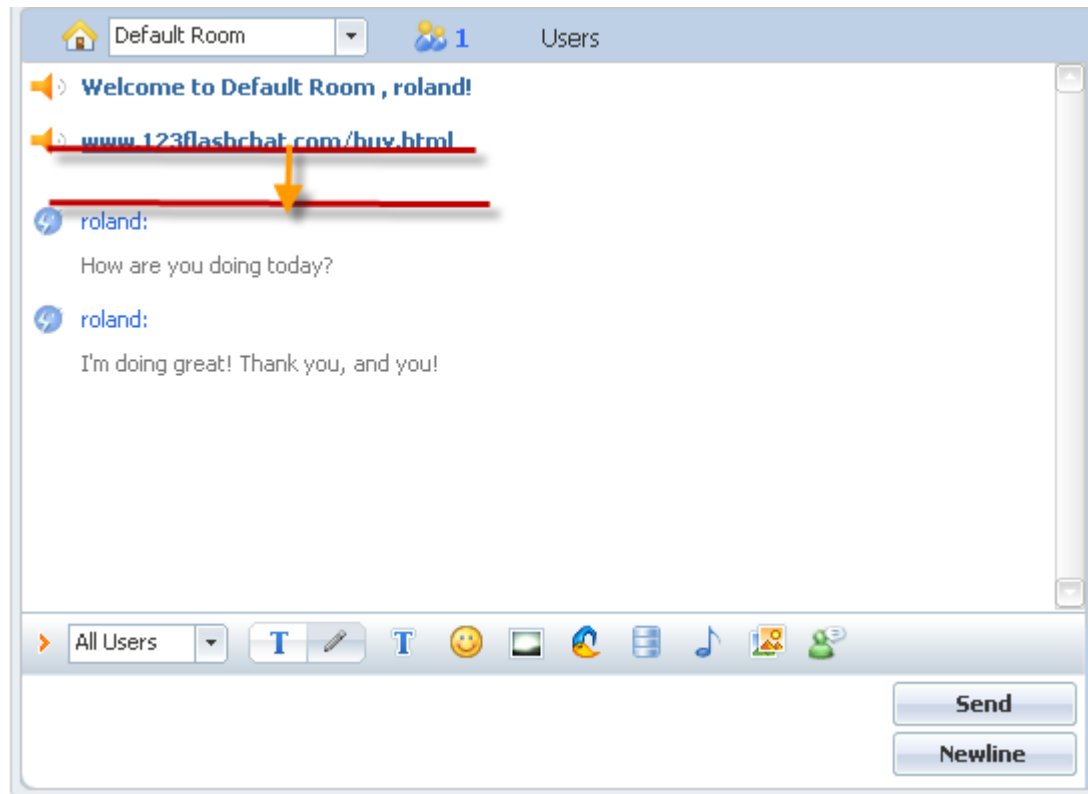 Default Room 1 Users
Welcome to Default Room , roland!
www.123flashchat.com/buy.html
roland:
How are you doing today?
roland:
I'm doing great! Thank you, and you!
All Users T T
Send
Newline